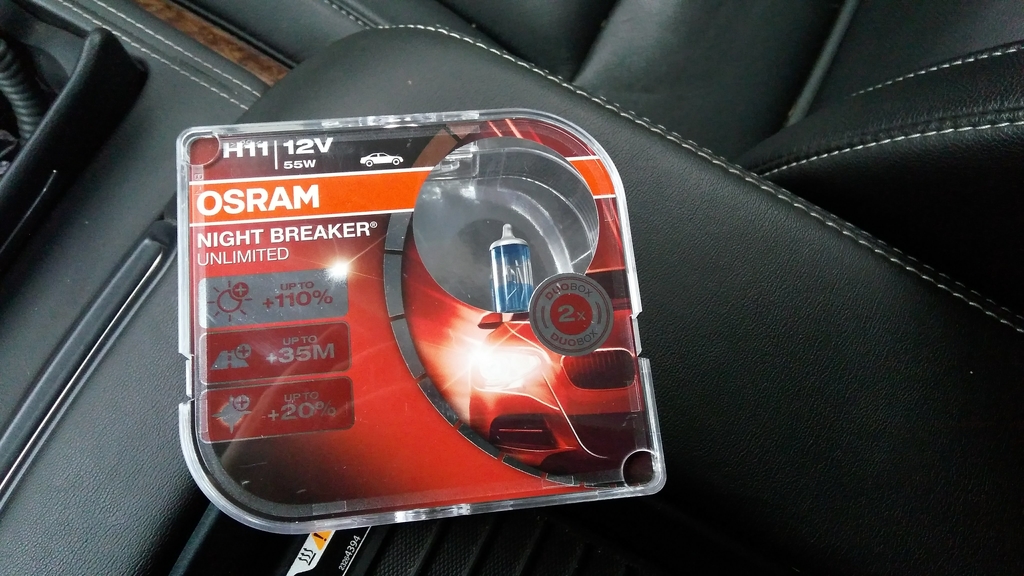 H11 | 12V
55W
OSRAM
NIGHT BREAKER®
UNLIMITED
UP TO
+110%
UP TO
+35M
UP TO
+20%
DUOBOX
2x
DUOBOX
23264394